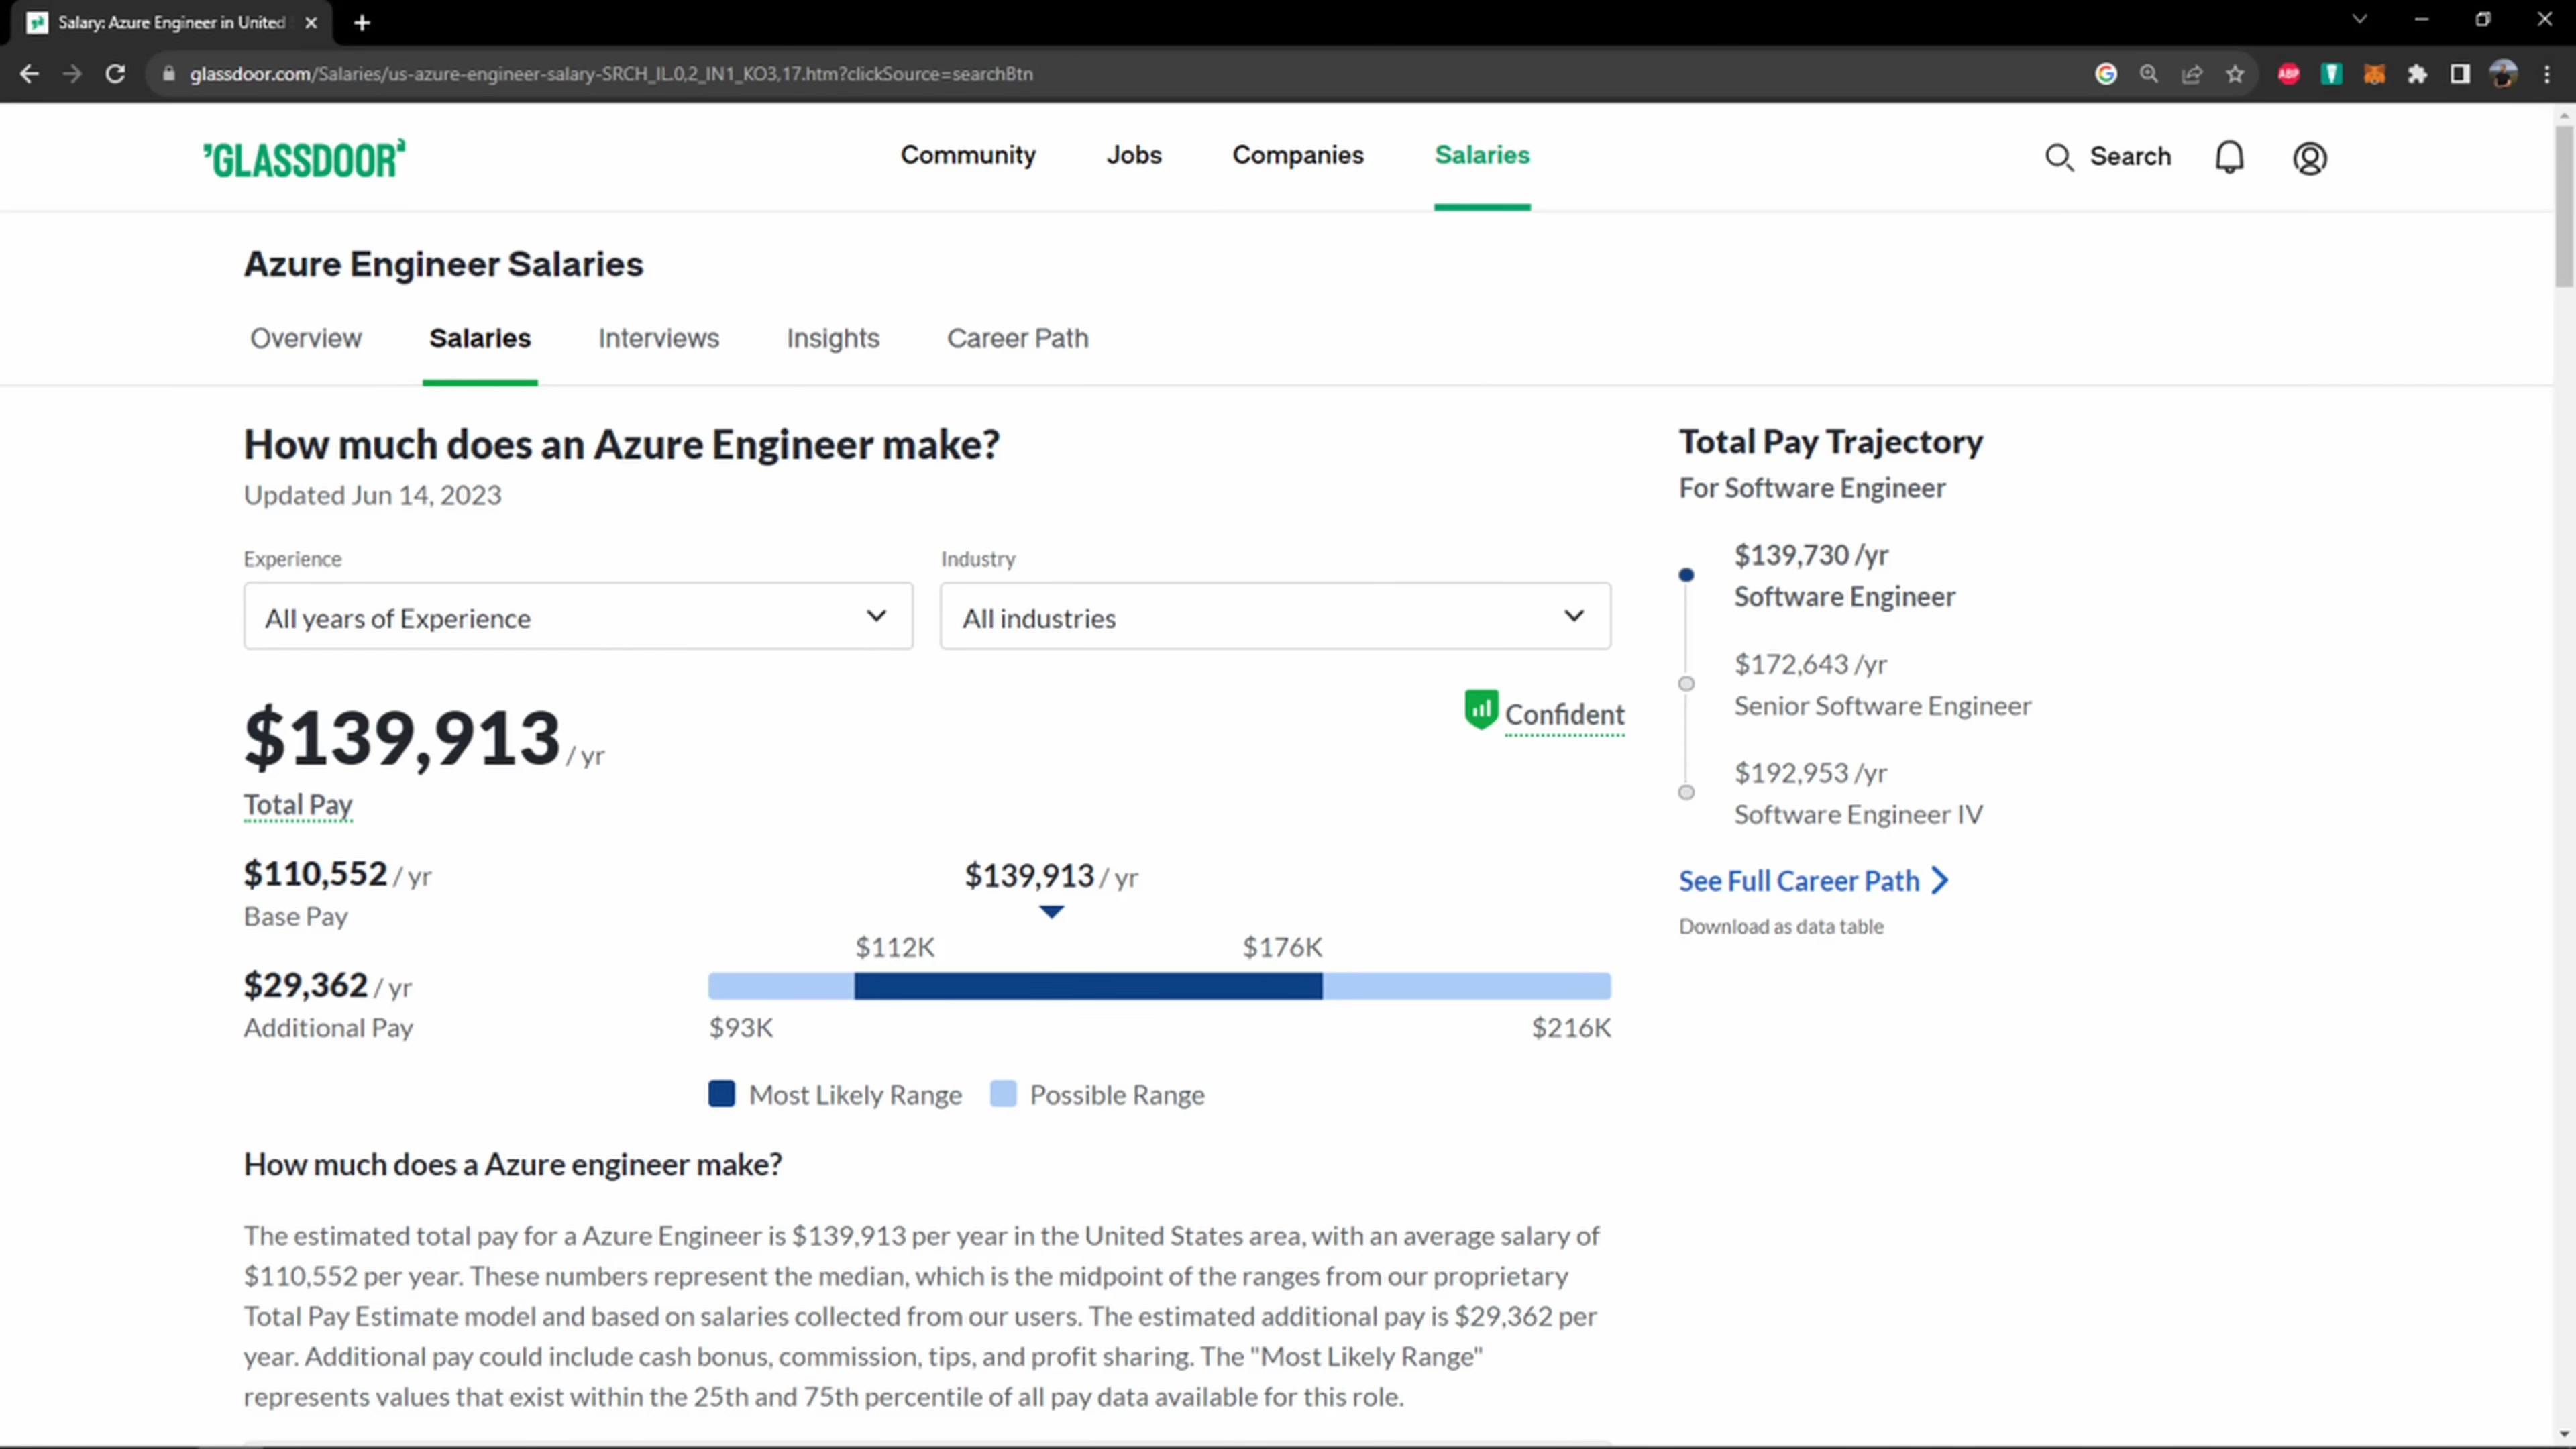 Salary: Azure Engineer in United
glassdoor.com/Salaries/us-azure-engineer-salary-SRCH_IL.0,2_IN1_KO3,17.htm?clickSource=searchBtn
ABP
GLASSDOOR
Community
Jobs
Companies
Salaries
Search
Azure Engineer Salaries
Overview
Salaries
Interviews
Insights
Career Path
How much does an Azure Engineer make?
Updated Jun 14, 2023
Experience
Industry
All years of Experience
All industries
$139,913 / yr
Confident
Total Pay
$110,552 / yr
Base Pay
$29,362 / yr
Additional Pay
$139,913 / yr
$112K
$176K
$93K
$216K
Most Likely Range
Possible Range
Total Pay Trajectory
For Software Engineer
$139,730 /yr
Software Engineer
$172,643 /yr
Senior Software Engineer
$192,953 /yr
Software Engineer IV
See Full Career Path
Download as data table
How much does a Azure engineer make?
The estimated total pay for a Azure Engineer is $139,913 per year in the United States area, with an average salary of
$110,552 per year. These numbers represent the median, which is the midpoint of the ranges from our proprietary
Total Pay Estimate model and based on salaries collected from our users. The estimated additional pay is $29,362 per
year. Additional pay could include cash bonus, commission, tips, and profit sharing. The "Most Likely Range"
represents values that exist within the 25th and 75th percentile of all pay data available for this role.